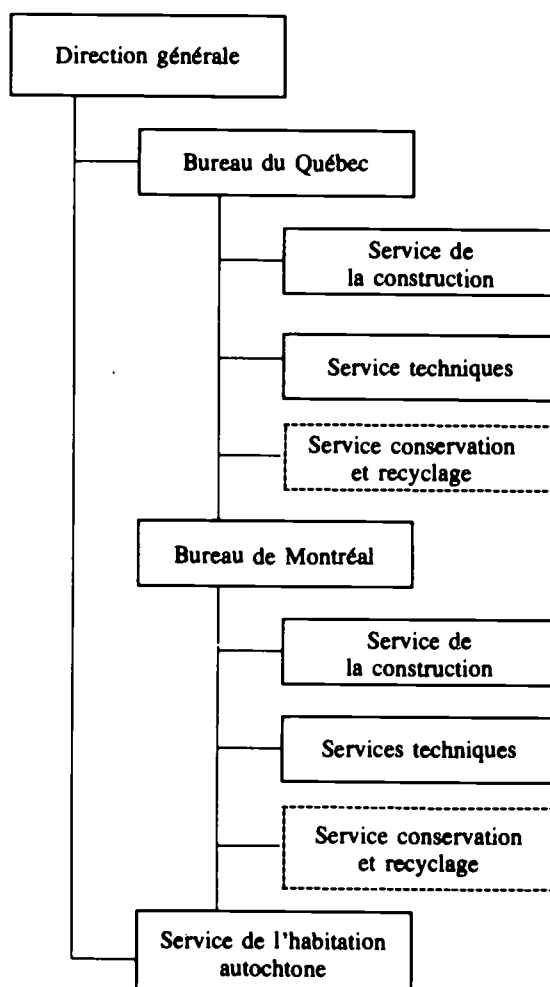 Direction générale
Bureau du Québec
Service de
la construction
Service techniques
Service conservation
et recyclage
Bureau de Montréal
Service de
la construction
Services techniques
Service conservation
et recyclage
Service de l'habitation
autochtone